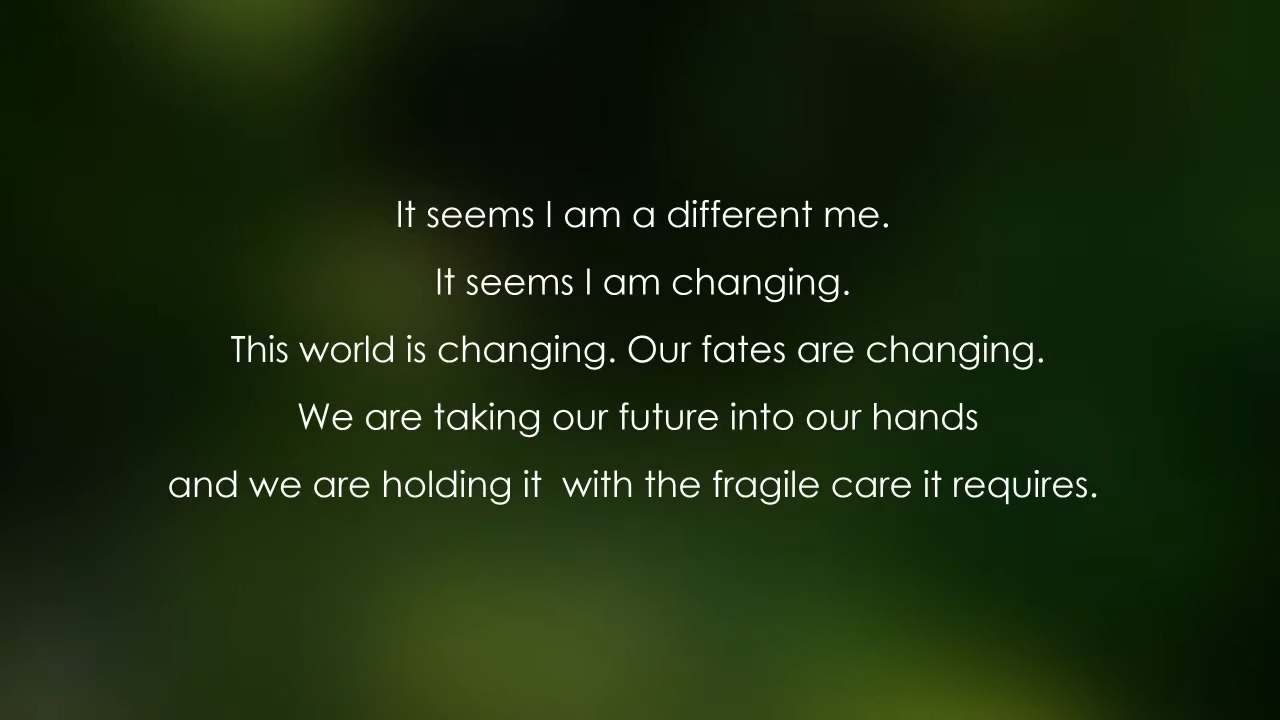 It seems I am a different me.
It seems I am changing.
This world is changing. Our fates are changing.
We are taking our future into our hands
and we are holding it  with the fragile care it requires.